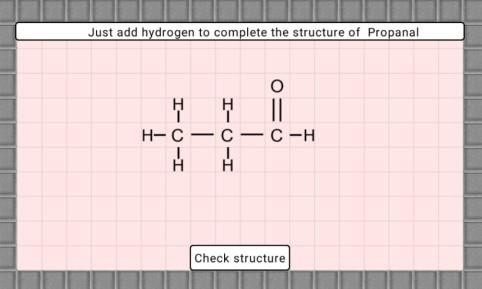 Just add hydrogen to complete the structure of Propanal
O
H H
H C C C H
H H
Check structure